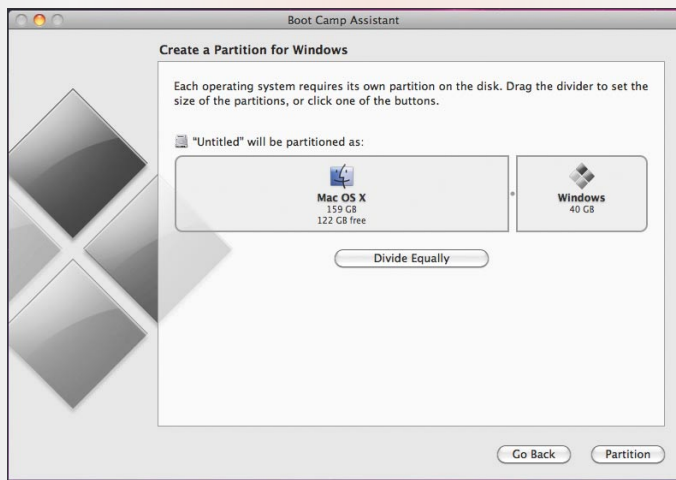 Boot Camp Assistant
Create a Partition for Windows
Each operating system requires its own partition on the disk. Drag the divider to set the
size of the partitions, or click one of the buttons.
"Untitled" will be partitioned as:
Mac OS X
159 GB
122 GB free
Windows
40 GB
Divide Equally
Go Back
Partition